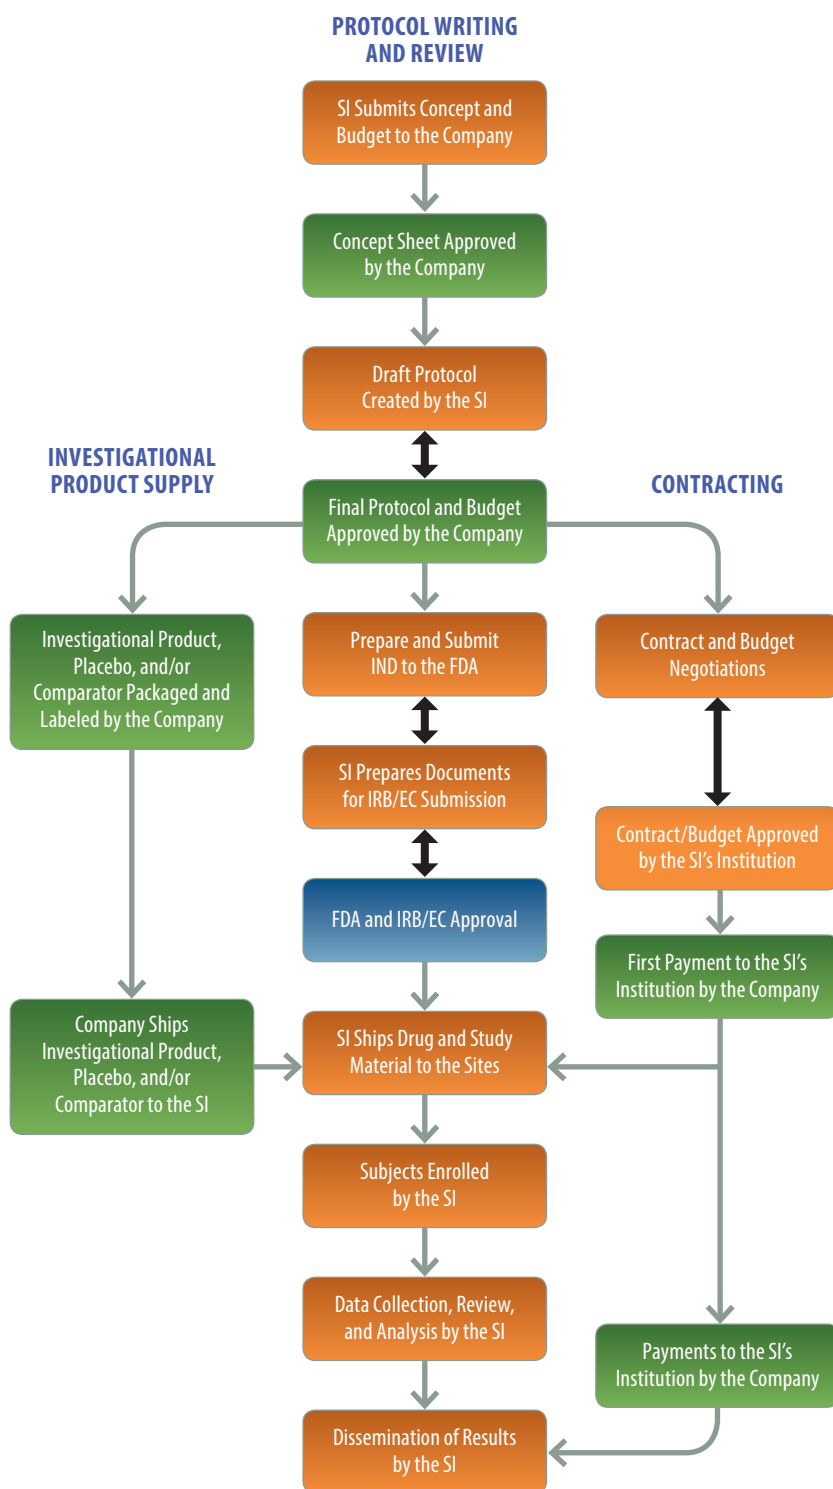 PROTOCOL WRITING
AND REVIEW
SI Submits Concept and
Budget to the Company
Concept Sheet Approved
by the Company
Draft Protocol
Created by the SI
INVESTIGATIONAL
PRODUCT SUPPLY
CONTRACTING
Final Protocol and Budget
Approved by the Company
Investigational Product,
Placebo, and/or
Comparator Packaged and
Labeled by the Company
Prepare and Submit
IND to the FDA
Contract and Budget
Negotiations
SI Prepares Documents
for IRB/EC Submission
Contract/Budget Approved
by the SI's Institution
FDA and IRB/EC Approval
First Payment to the SI's
Institution by the Company
Company Ships
Investigational Product,
Placebo, and/or
Comparator to the SI
SI Ships Drug and Study
Material to the Sites
Subjects Enrolled
by the SI
Data Collection, Review,
and Analysis by the SI
Payments to the SI's
Institution by the Company
Dissemination of Results
by the SI